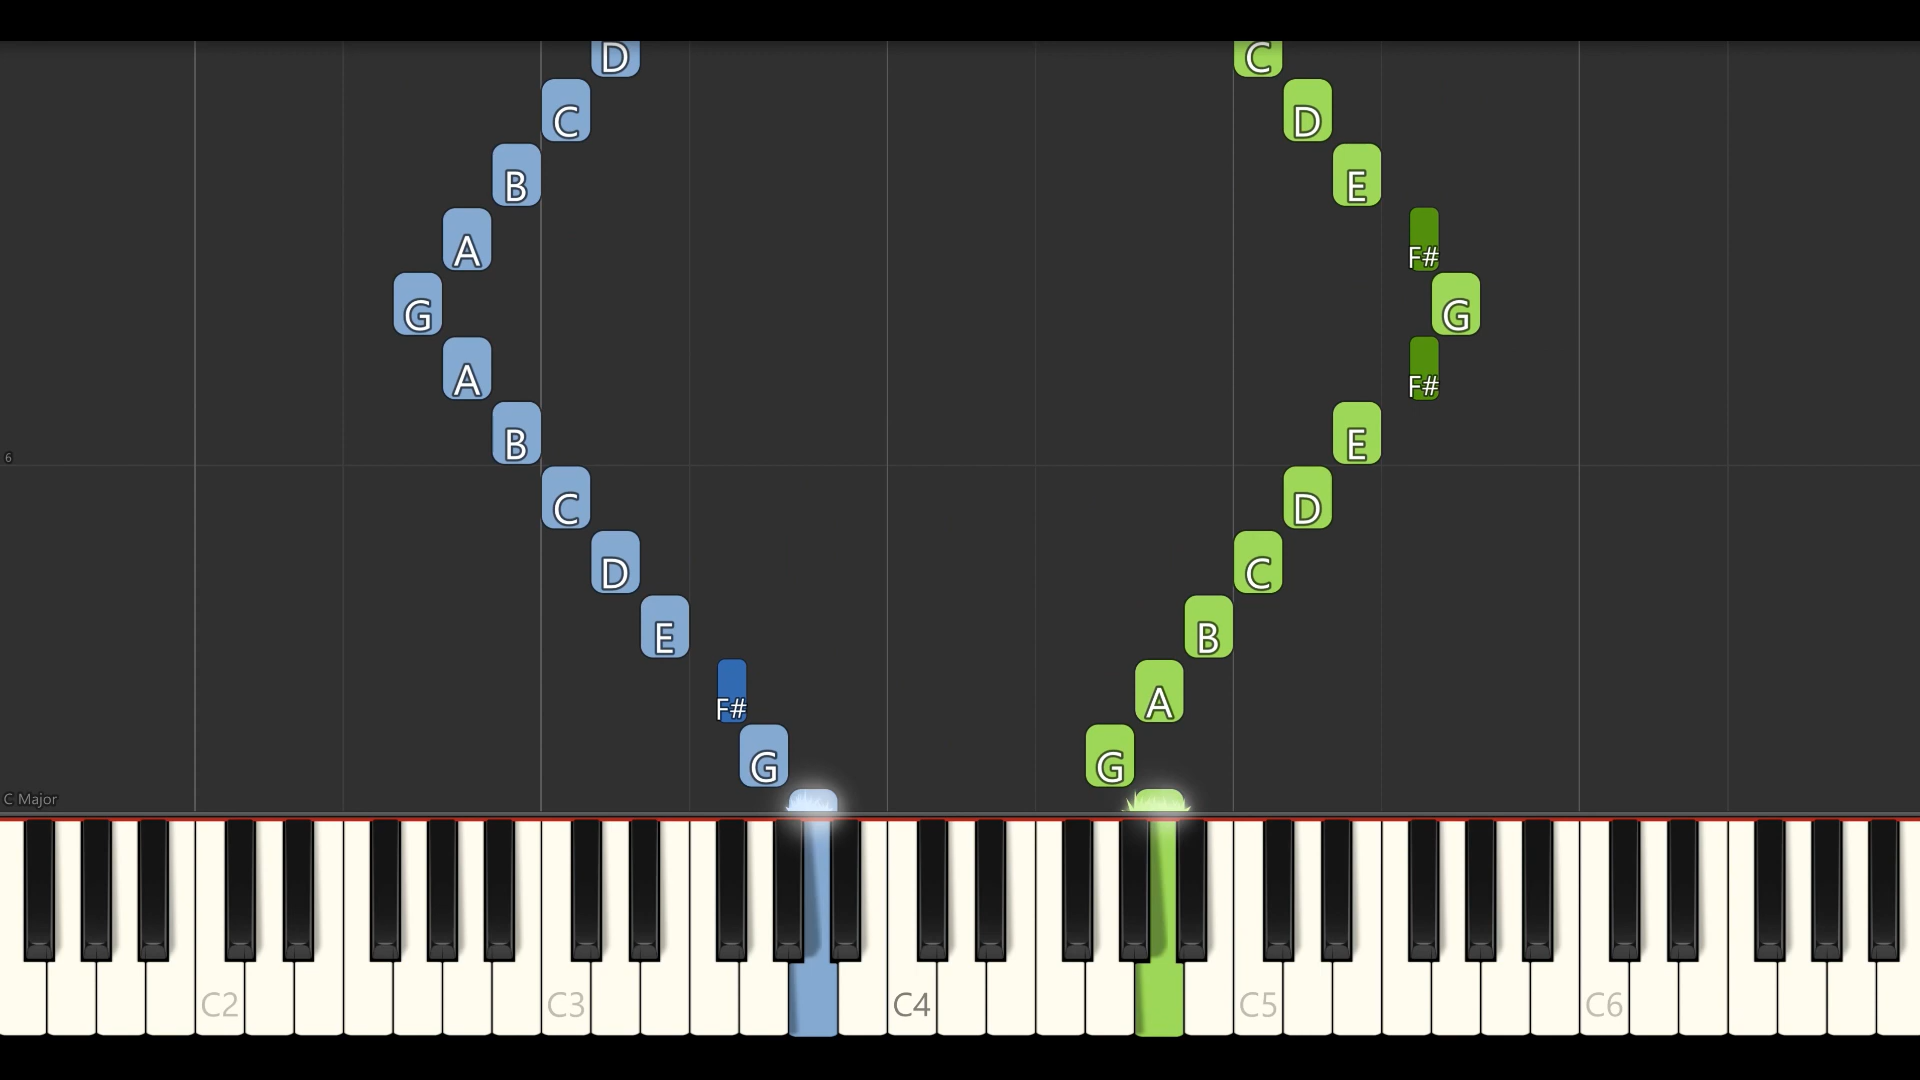 D C
C D
B E
A F#
G G
A F#
B E
6
C D
D C
E B
F# A
G G
C Major
C2 C3 C4 C5 C6